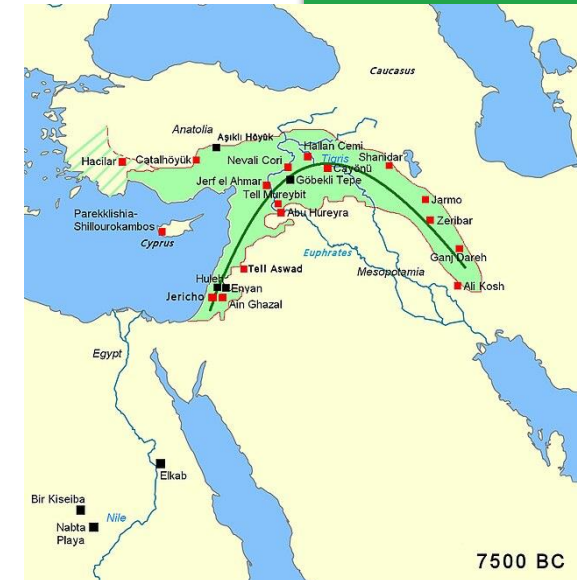 Caucasus
Anatolia
Aşıklı Höyük
Hallan Cemi
Hacilar
Catalhöyük
Nevali Cori
Tigris
Shanidar
Cayönü
Jerf el Ahmar
Göbekli Tepe
Tell Mureybit
Jarmo
Abu Hureyra
Parekklishia-
Shillourokambos
Zeribar
Cyprus
Euphrates
Ganj Dareh
Tell Aswad
Mesopotamia
Huleh
Enyan
Ali Kosh
Jericho
Ain Ghazal
Egypt
Elkab
Bir Kiseiba
Nile
Nabta
Playa
7500 BC